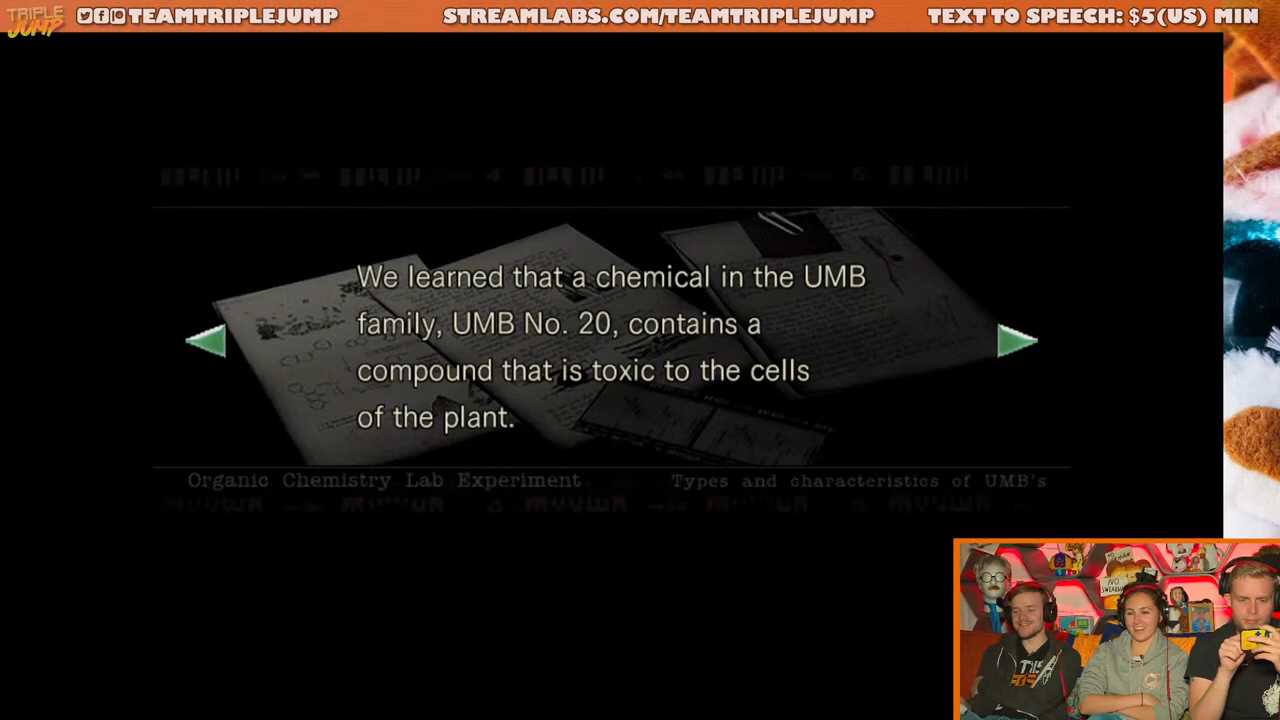 TRIPLE
JUMP
TEAMTRIPLEJUMP
STREAMLABS.COM/TEAMTRIPLEJUMP
TEXT TO SPEECH: $5(US) MIN
We learned that a chemical in the UMB
family, UMB No. 20, contains a
compound that is toxic to the cells
of the plant.
Organic Chemistry Lab Experiment
Types and characteristics of UMB's
NO
SWEARING